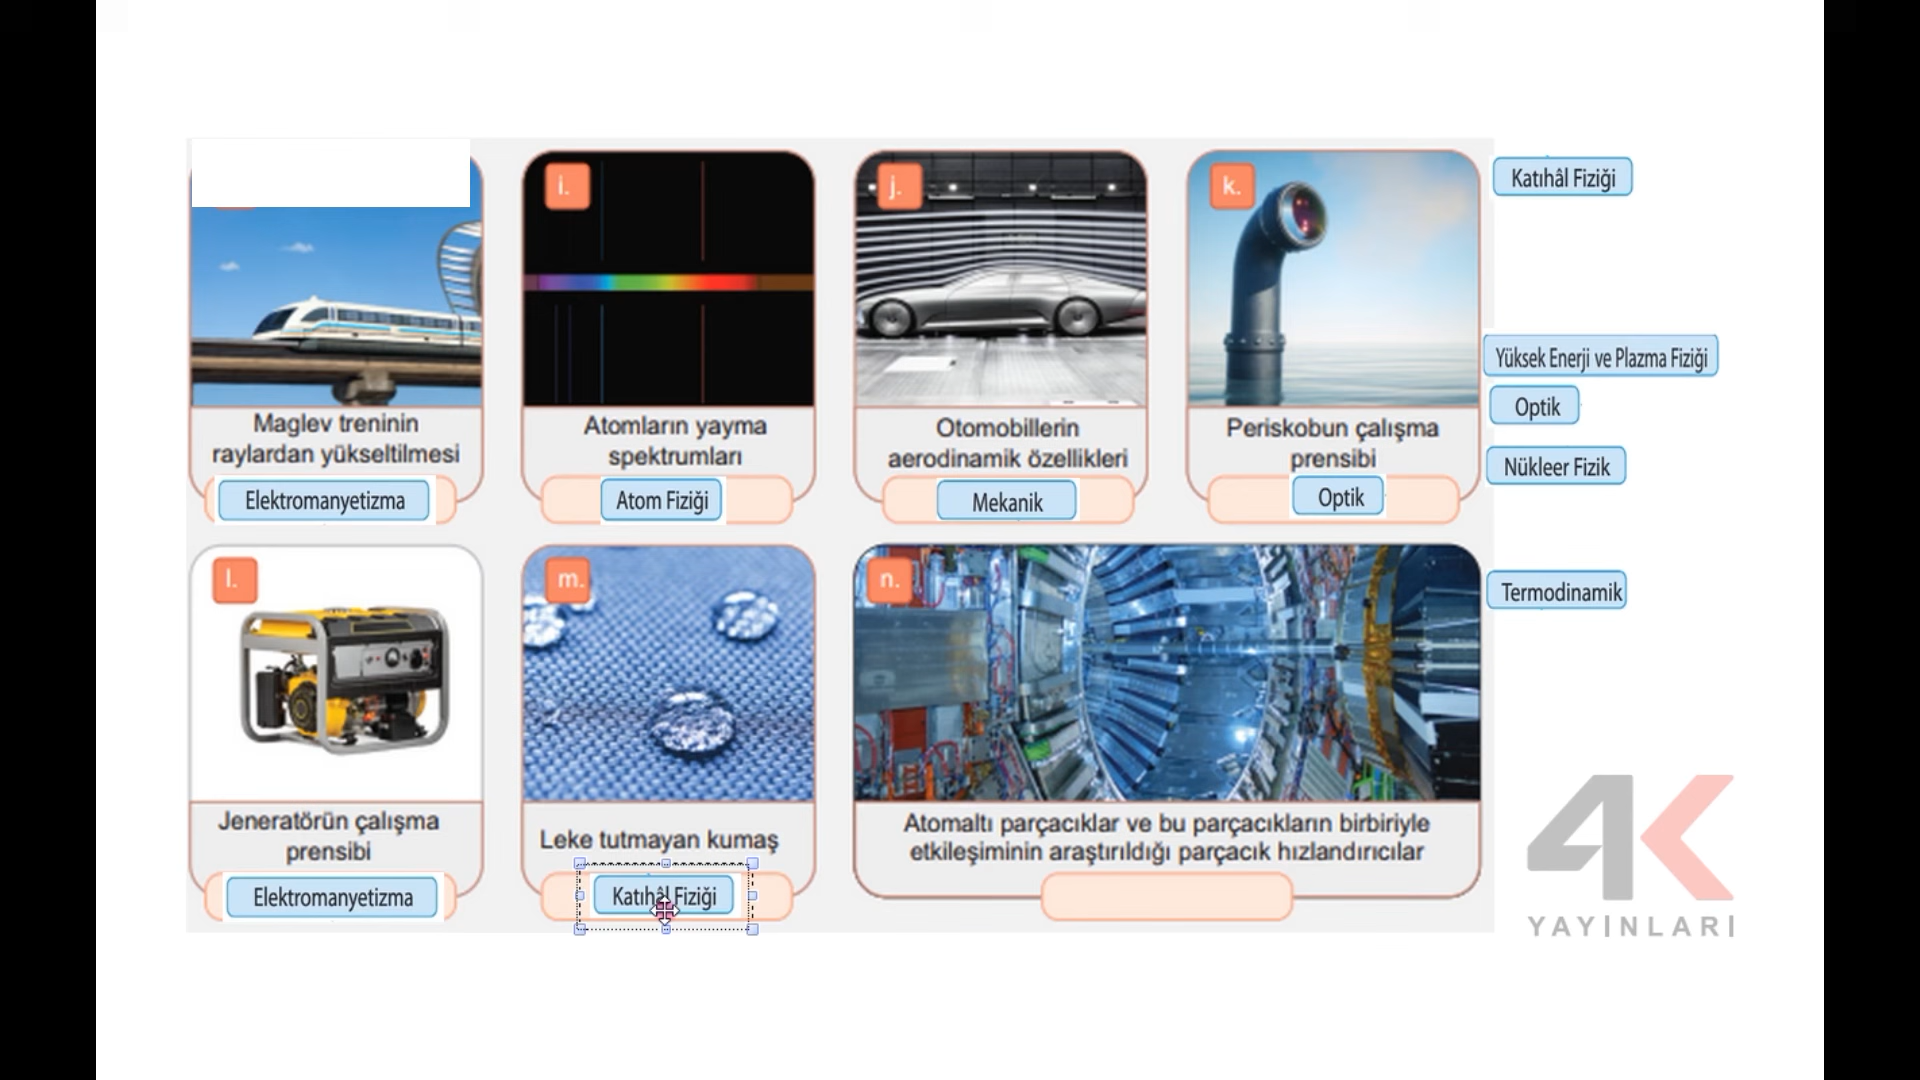 i.
j.
k.
Katıhâl Fiziği
Yüksek Enerji ve Plazma Fiziği
Optik
Maglev treninin
raylardan yükseltilmesi
Atomların yayma
spektrumları
Otomobillerin
aerodinamik özellikleri
Periskobun çalışma
prensibi
Nükleer Fizik
Elektromanyetizma
Atom Fiziği
Mekanik
Optik
l.
m.
n.
Termodinamik
Jeneratörün çalışma
prensibi
Leke tutmayan kumaş
Atomaltı parçacıklar ve bu parçacıkların birbiriyle
etkileşiminin araştırıldığı parçacık hızlandırıcılar
Elektromanyetizma
Katıhâl Fiziği
4K
YAYINLARI